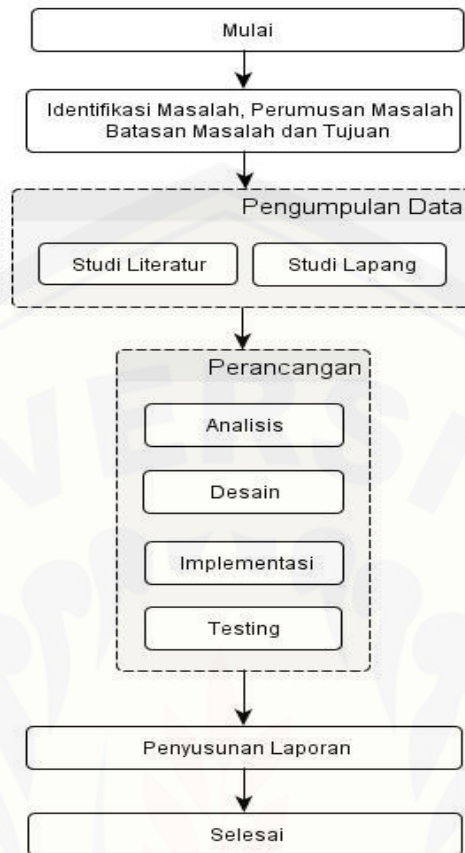 Mulai
Identifikasi Masalah, Perumusan Masalah
Batasan Masalah dan Tujuan
Pengumpulan Data
Studi Literatur
Studi Lapang
Perancangan
Analisis
Desain
Implementasi
Testing
Penyusunan Laporan
Selesai
VERSI